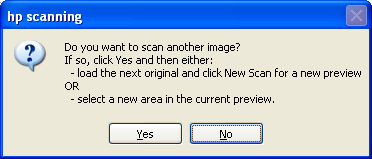 hp scanning
Do you want to scan another image?
If so, click Yes and then either:
- load the next original and click New Scan for a new preview
OR
- select a new area in the current preview.
Yes No